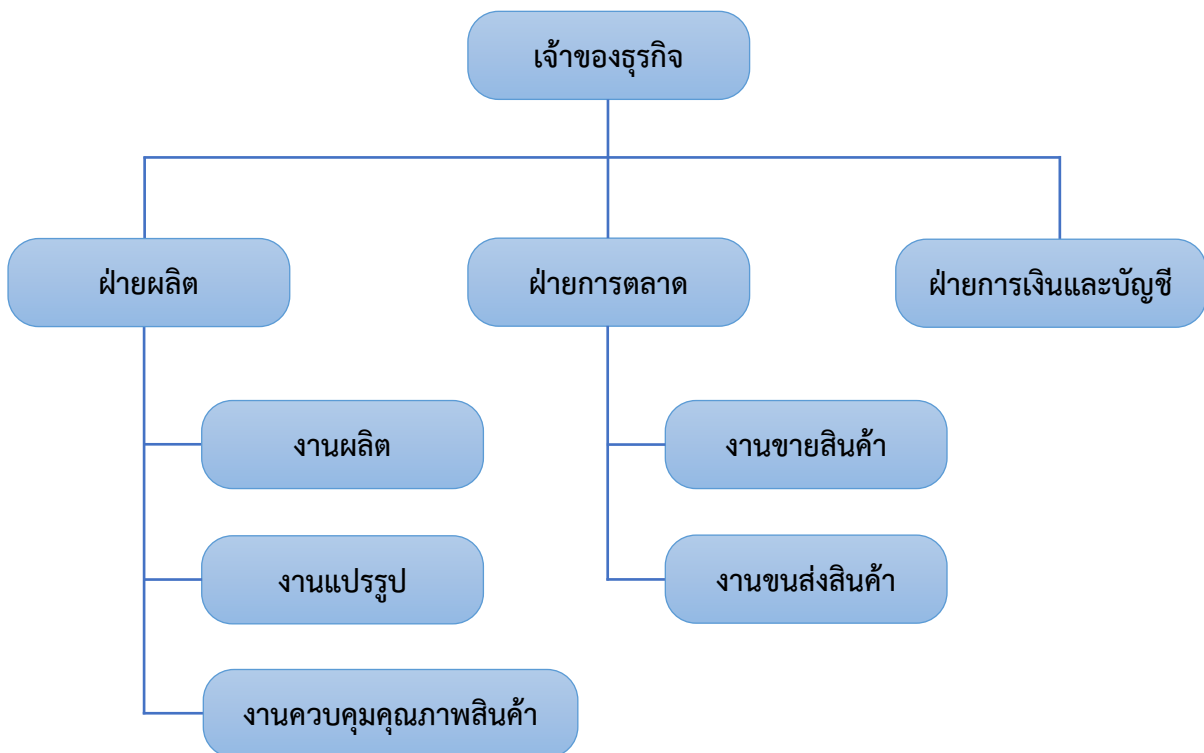 เจ้าของธุรกิจ
ฝ่ายผลิต
ฝ่ายการตลาด
ฝ่ายการเงินและบัญชี
งานผลิต
งานขายสินค้า
งานแปรรูป
งานขนส่งสินค้า
งานควบคุมคุณภาพสินค้า